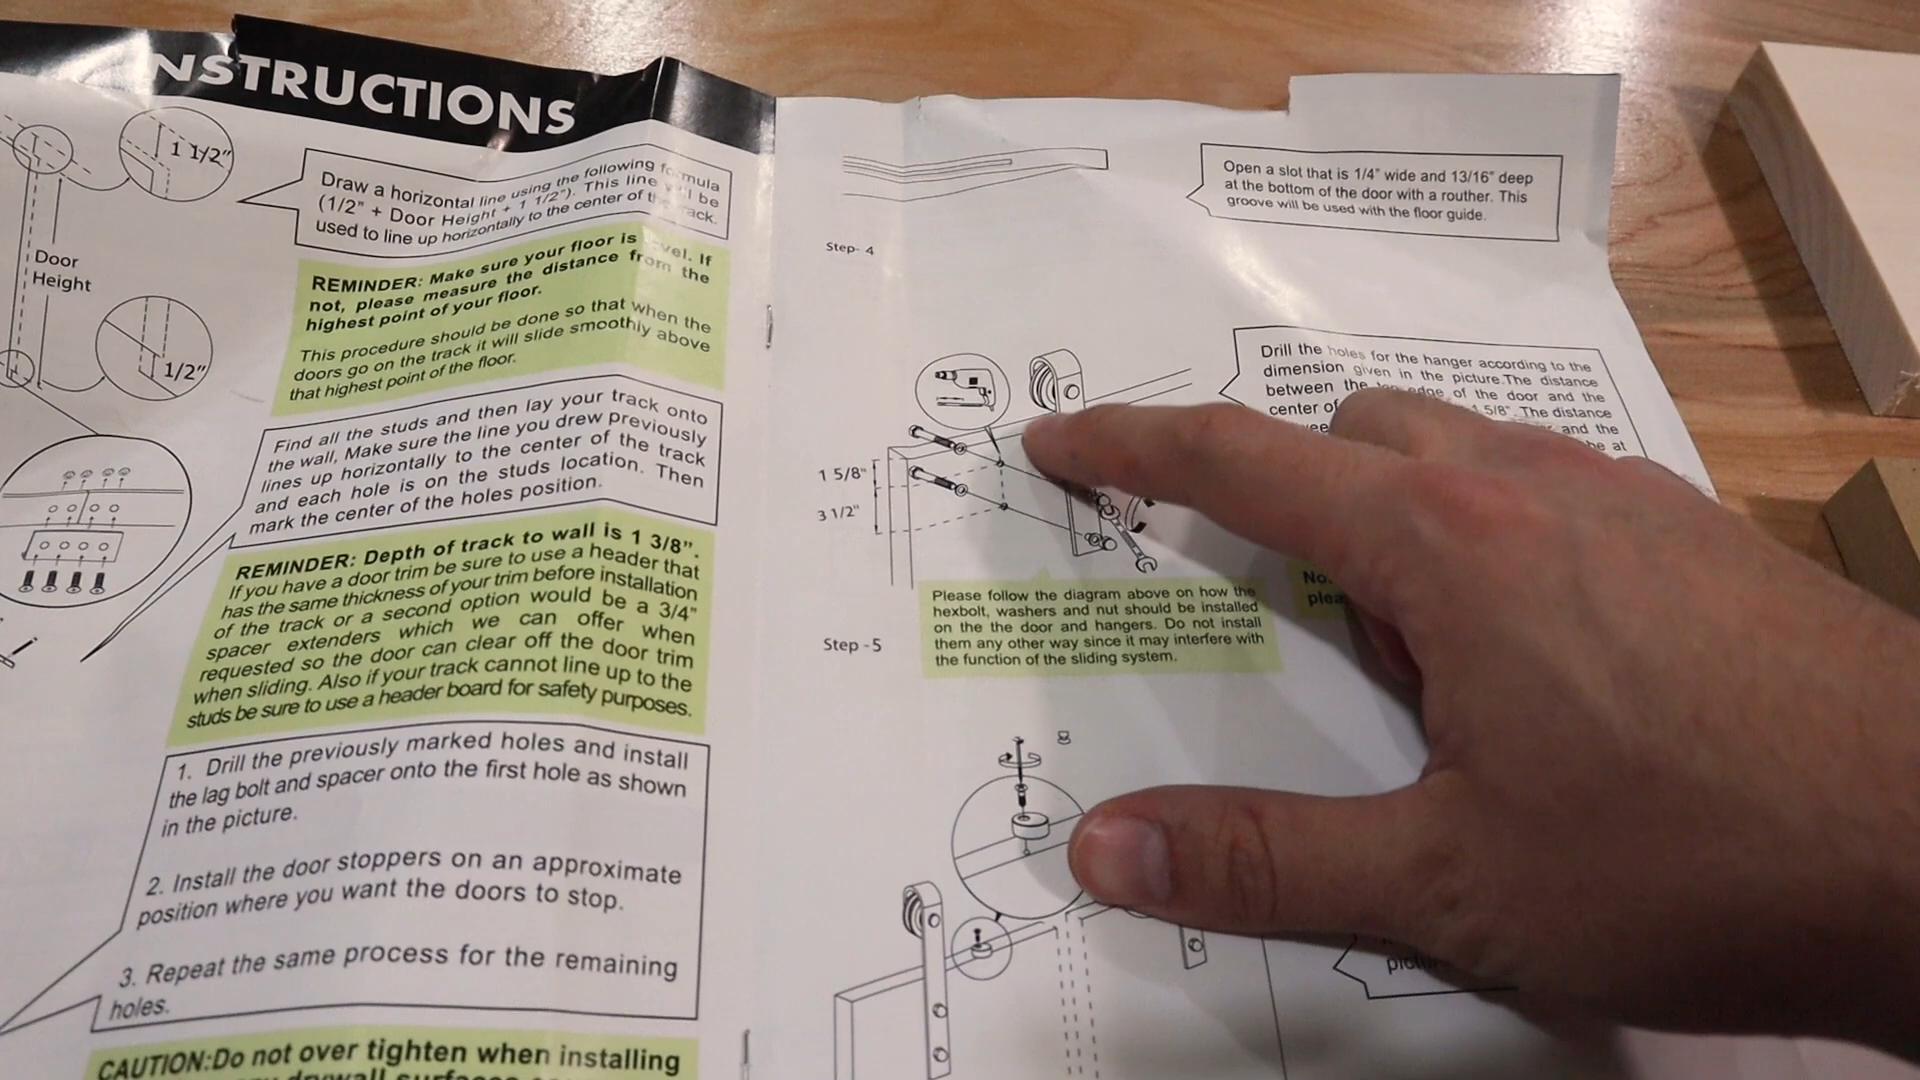 NSTRUCTIONS
1 1/2"
Door
Height
1/2"
Draw a horizontal line using the following formula
(1/2" + Door Height + 1 1/2"). This line be
used to line up horizontally to the center of
REMINDER: Make sure your floor is If
not, please measure the distance from the
highest point of your floor.
This procedure should be done so that when the
doors go on the track it will slide smoothly above
that highest point of the floor.
Find all the studs and then lay your track onto
the wall, Make sure the line you drew previously
lines up horizontally to the center of the track
and each hole is on the studs location. Then
mark the center of the holes position.
REMINDER: Depth of track to wall is 1 3/8".
If you have a door trim be sure to use a header that
has the same thickness of your trim before installation
of the track or a second option would be a 3/4"
spacer extenders which we can offer when
requested so the door can clear off the door trim
when sliding. Also if your track cannot line up to the
studs be sure to use a header board for safety purposes.
1. Drill the previously marked holes and install
the lag bolt and spacer onto the first hole as shown
in the picture.
2. Install the door stoppers on an approximate
position where you want the doors to stop.
3. Repeat the same process for the remaining
holes.
CAUTION:Do not over tighten when installing
drywall surfaces
Open a slot that is 1/4" wide and 13/16" deep
at the bottom of the door with a routher. This
groove will be used with the floor guide.
Step- 4
Drill the holes for the hanger according to the
dimension given in the picture.The distance
between the top edge of the door and the
center of 1 5/8". The distance
and the
be at
1 5/8"
3 1/2"
Please follow the diagram above on how the
hexbolt, washers and nut should be installed
on the the door and hangers. Do not install
them any other way since it may interfere with
the function of the sliding system.
Step -5